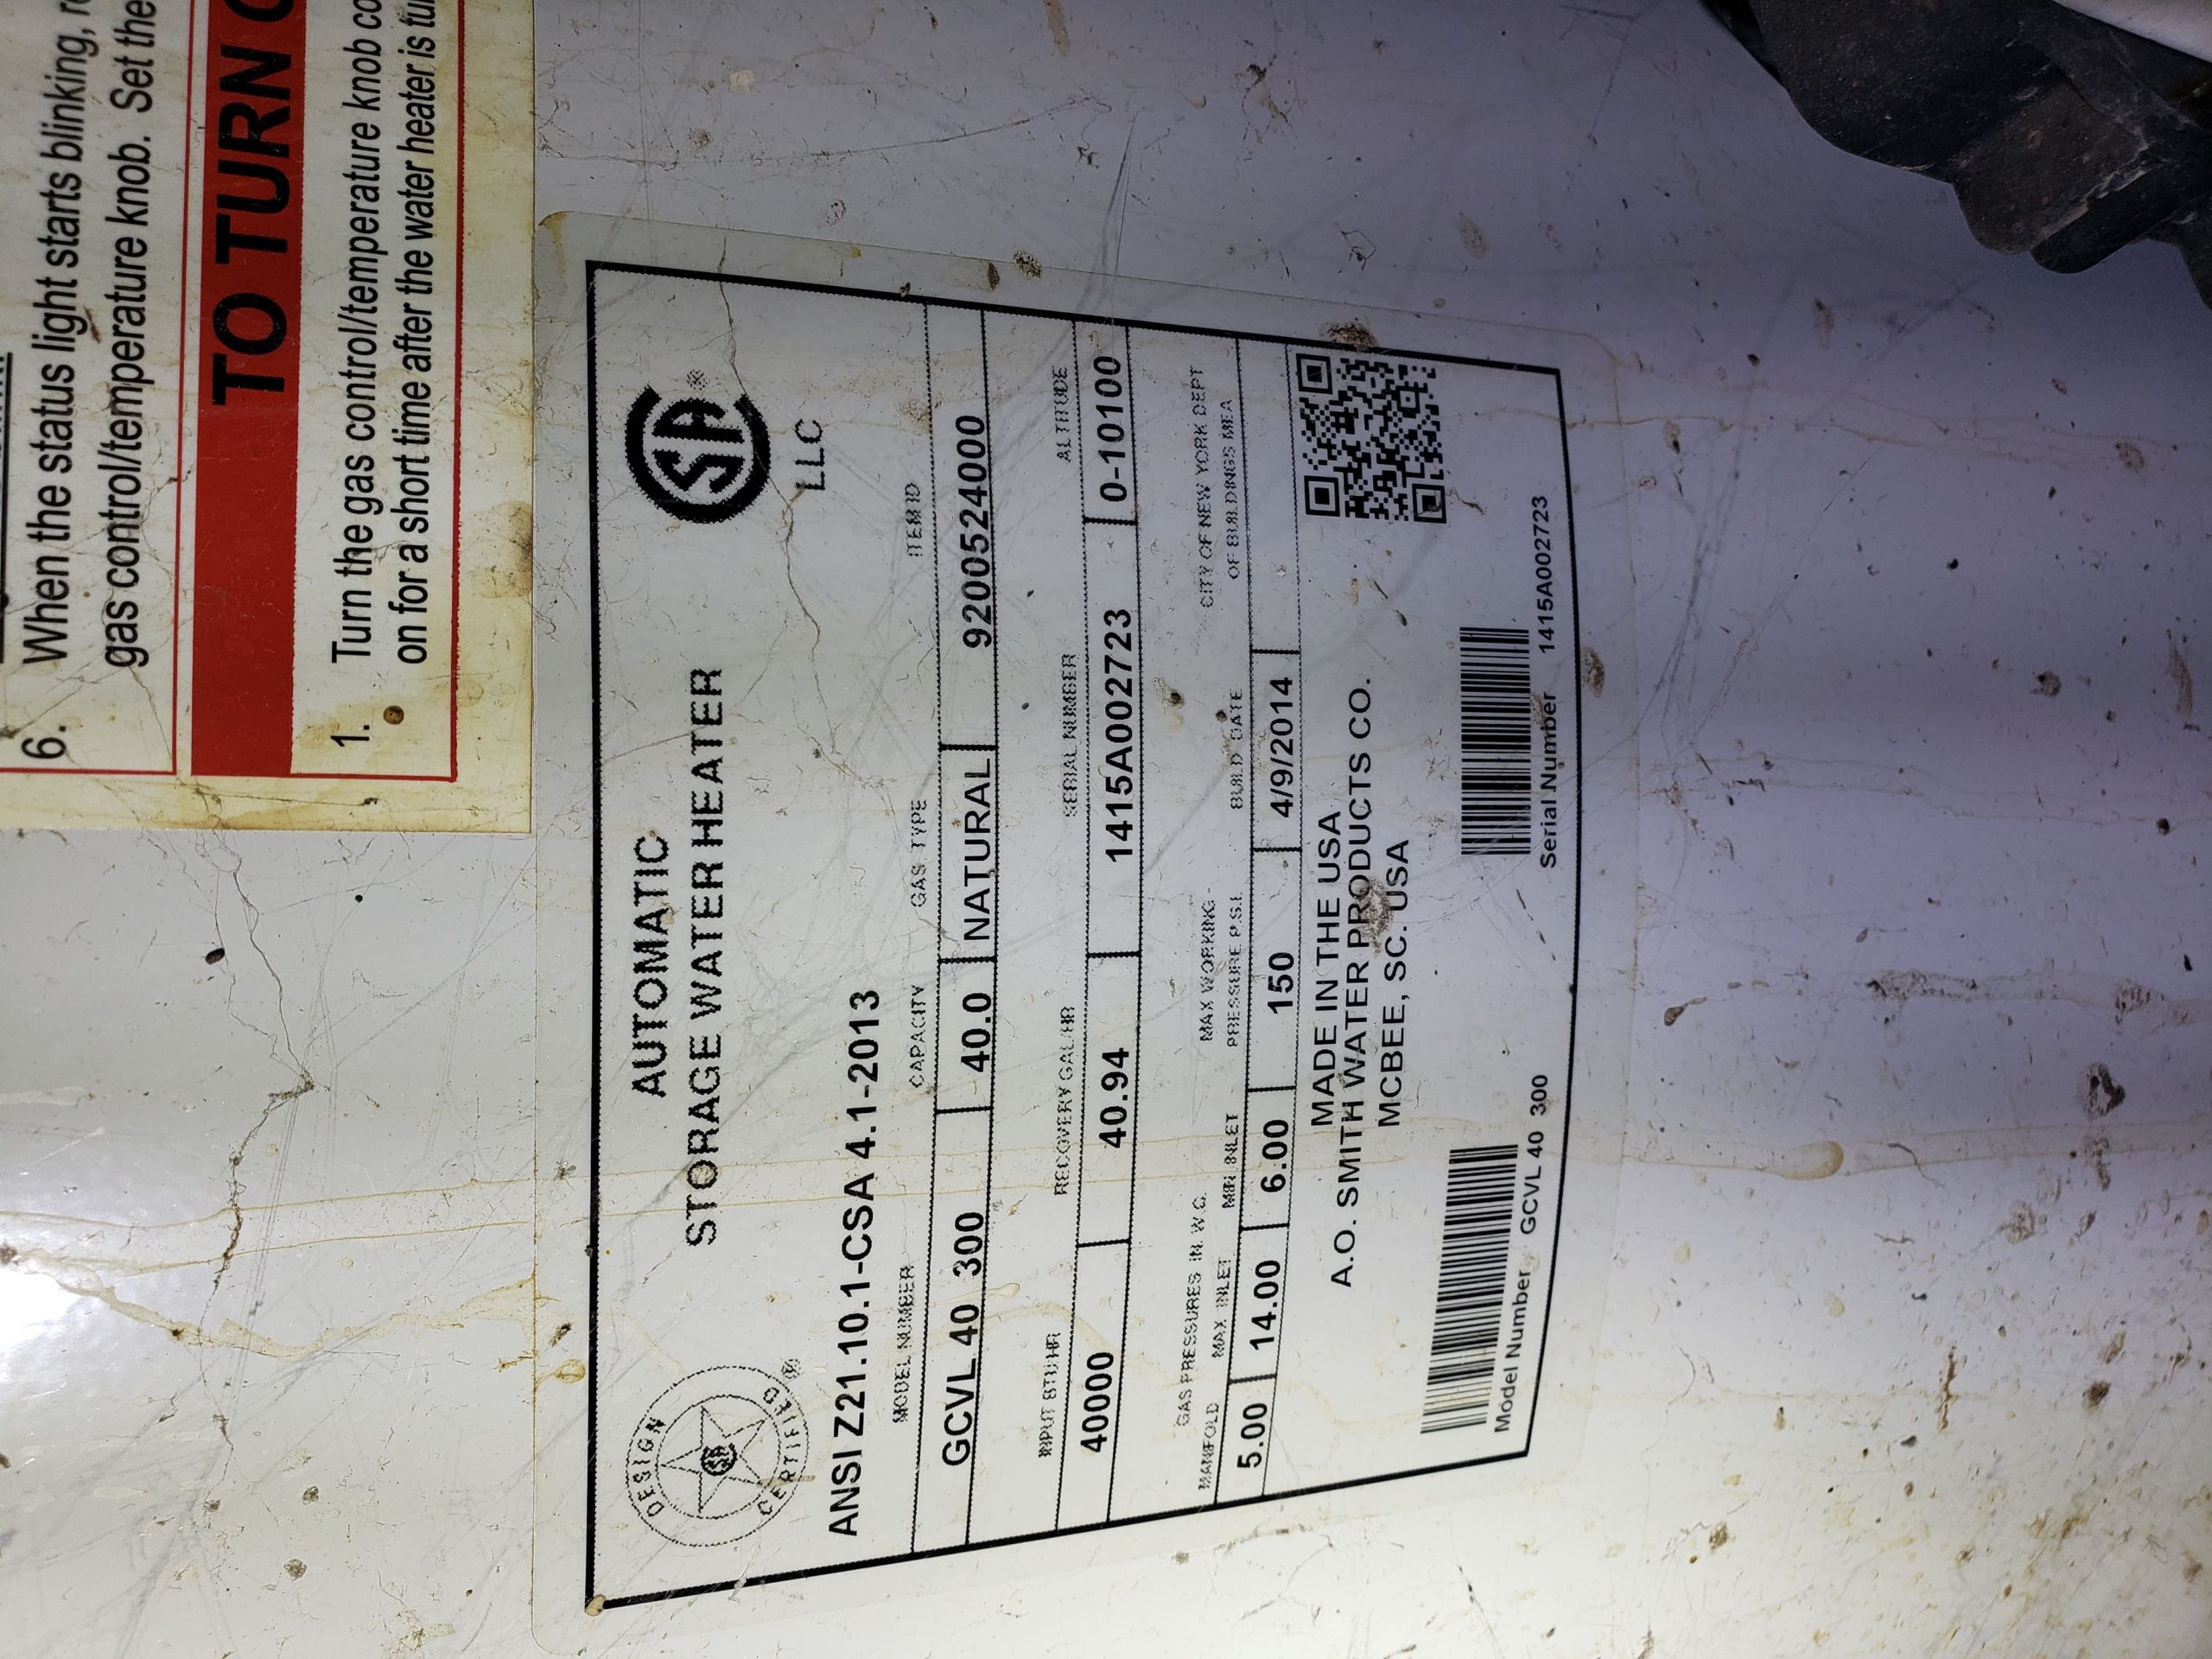 6. When the status light starts blinking,
gas control/temperature knob. Set the
TO TURN
1. Turn the gas control/temperature knob
on for a short time after the water heater is
DESIGN CERTIFIED ®
AUTOMATIC
STORAGE WATER HEATER
SA ®
LLC
ANSI Z21.10.1-CSA 4.1-2013
MODEL NUMBER CAPACITY GAS TYPE ITEM ID
GCVL 40 300 40.0 NATURAL 9200524000
INPUT BTU/HR RECOVERY GAL/HR SERIAL NUMBER ALTITUDE
40000 40.94 1415A002723 0-10100
GAS PRESSURES IN. W.C. MAX WORKING CITY OF NEW YORK DEPT
MANIFOLD MAX INLET MIN INLET PRESSURE P.S.I. BUILD DATE OF BUILDINGS MEA
5.00 14.00 6.00 150 4/9/2014
MADE IN THE USA
A.O. SMITH WATER PRODUCTS CO.
MCBEE, SC. USA
Model Number GCVL 40 300
Serial Number 1415A002723